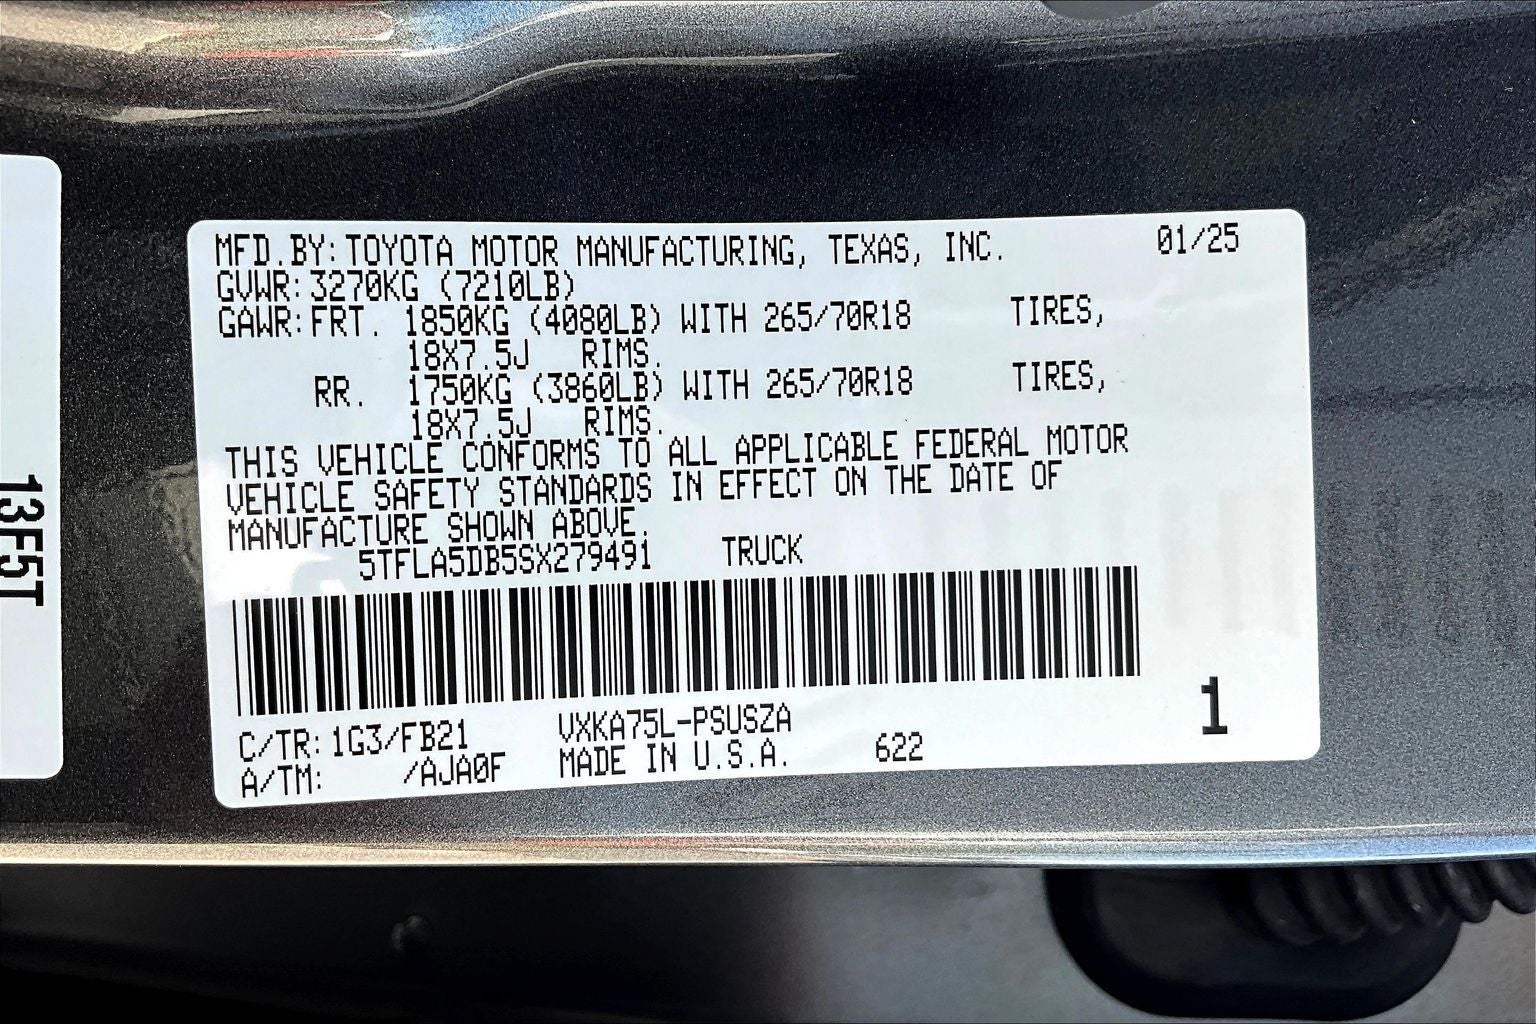 MFD.BY:TOYOTA MOTOR MANUFACTURING, TEXAS, INC. 01/25
GVWR:3270KG (7210LB)
GAWR:FRT. 1850KG (4080LB) WITH 265/70R18 TIRES,
18X7.5J RIMS.
RR. 1750KG (3860LB) WITH 265/70R18 TIRES,
18X7.5J RIMS.
THIS VEHICLE CONFORMS TO ALL APPLICABLE FEDERAL MOTOR
VEHICLE SAFETY STANDARDS IN EFFECT ON THE DATE OF
MANUFACTURE SHOWN ABOVE.
5TFLA5DB5SX279491 TRUCK
C/TR:1G3/FB21 VXKA75L-PSUSZA
A/TM: /AJA0F MADE IN U.S.A. 622
1
13F5T